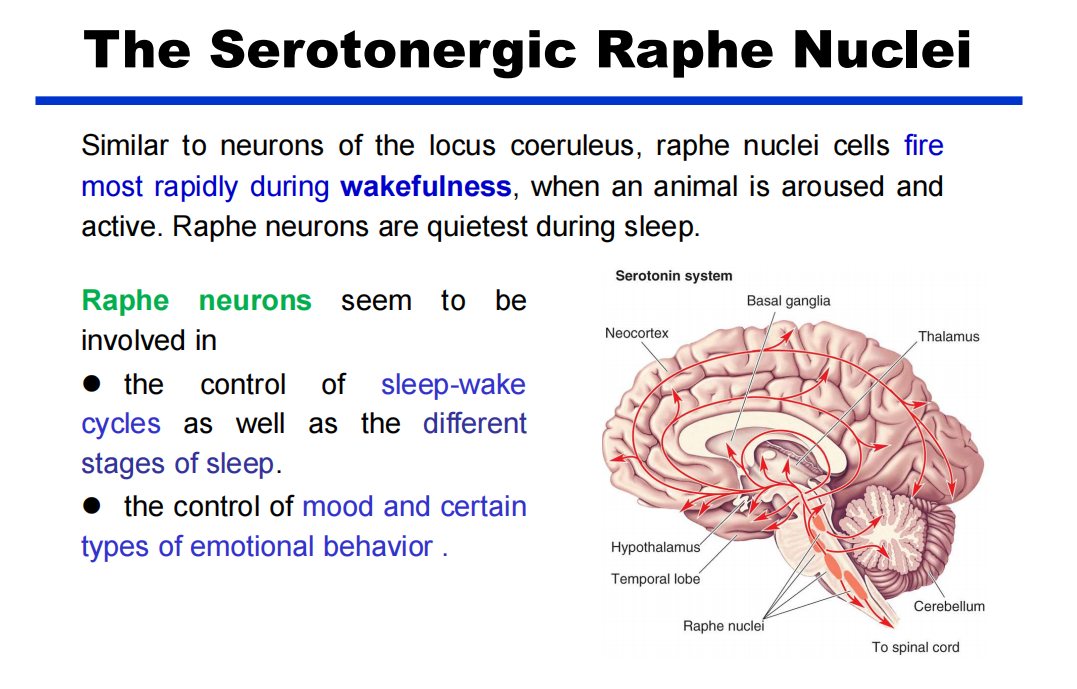 The Serotonergic Raphe Nuclei
Similar to neurons of the locus coeruleus, raphe nuclei cells fire
most rapidly during wakefulness, when an animal is aroused and
active. Raphe neurons are quietest during sleep.
Raphe neurons seem to be
involved in
● the control of sleep-wake
cycles as well as the different
stages of sleep.
● the control of mood and certain
types of emotional behavior .
Serotonin system
Basal ganglia
Neocortex
Thalamus
Hypothalamus
Temporal lobe
Raphe nuclei
Cerebellum
To spinal cord